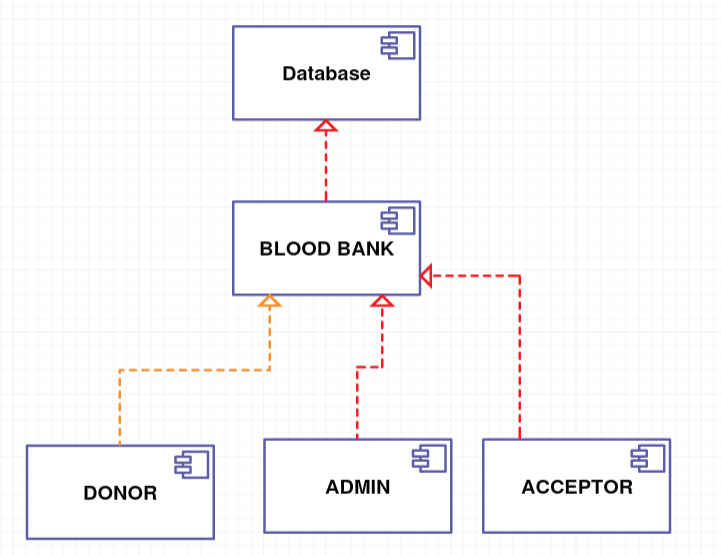 Database
BLOOD BANK
DONOR
ADMIN
ACCEPTOR